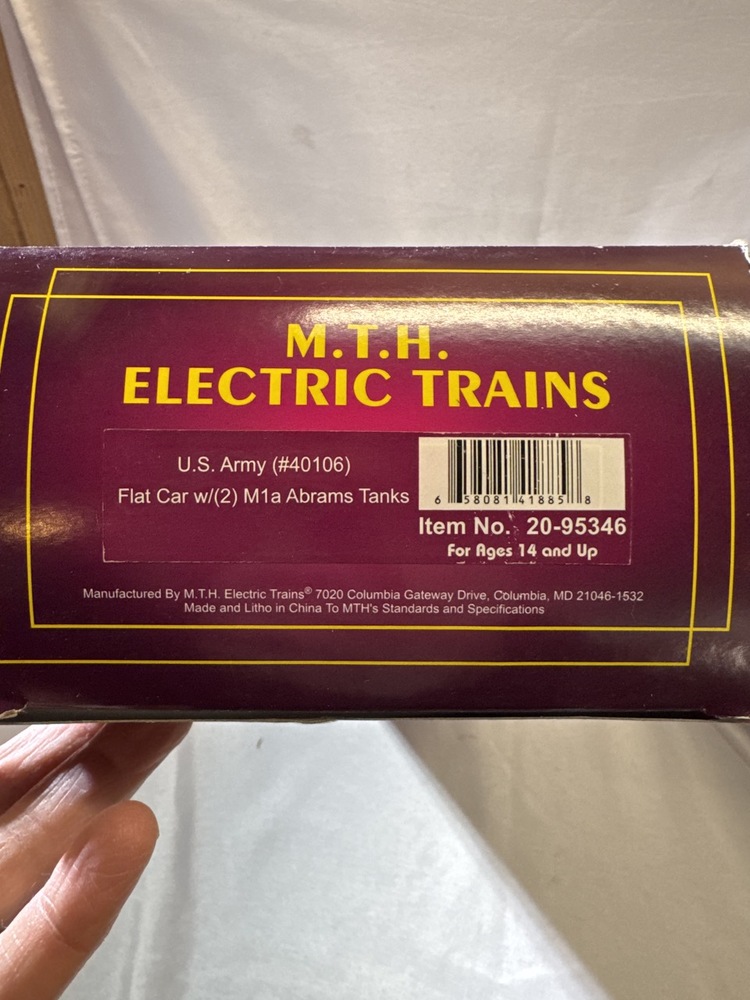 M.T.H.
ELECTRIC TRAINS
U.S. Army (#40106)
Flat Car w/(2) M1a Abrams Tanks
6 58081 41885 8
Item No. 20-95346
For Ages 14 and Up
Manufactured By M.T.H. Electric Trains® 7020 Columbia Gateway Drive, Columbia, MD 21046-1532
Made and Litho in China To MTH's Standards and Specifications